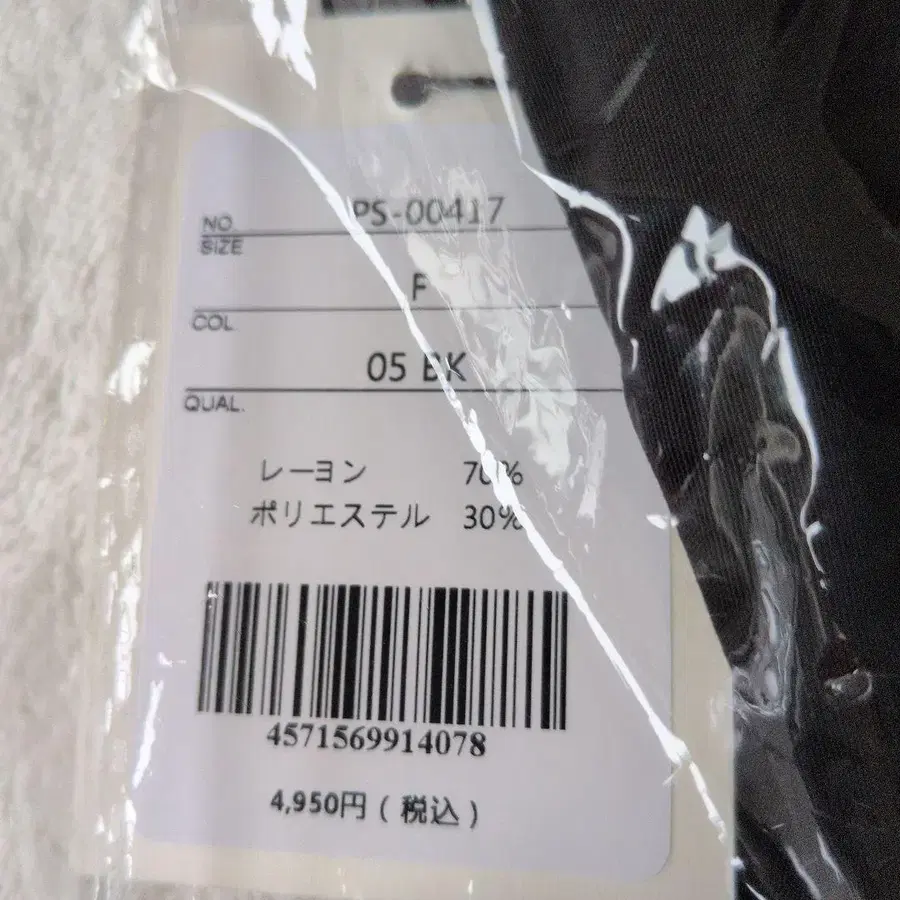 NO. PS-00417
SIZE
F
COL.
05 BK
QUAL.
レーヨン 70%
ポリエステル 30%
4571569914078
4,950円 ( 税込 )